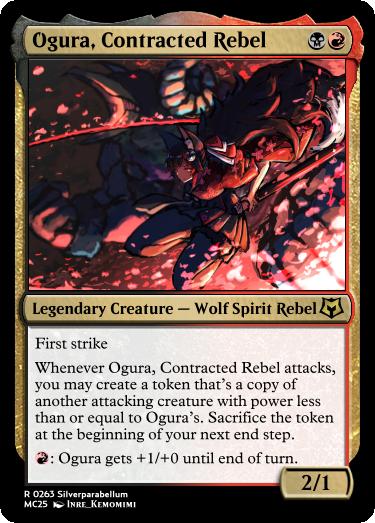 Ogura, Contracted Rebel
Legendary Creature — Wolf Spirit Rebel
First strike
Whenever Ogura, Contracted Rebel attacks,
you may create a token that's a copy of
another attacking creature with power less
than or equal to Ogura's. Sacrifice the token
at the beginning of your next end step.
: Ogura gets +1/+0 until end of turn.
2/1
R 0263 Silverparabellum
MC25 Inre_Kemomimi